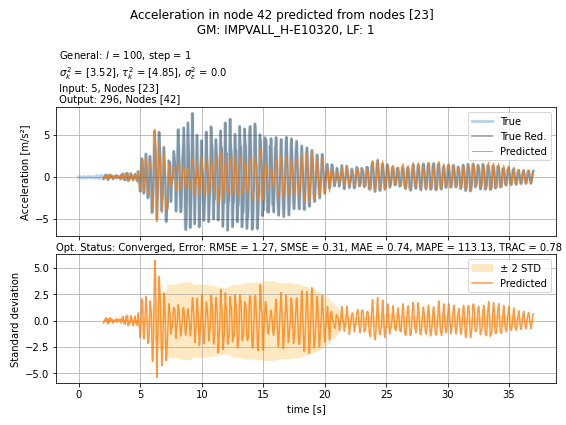 Acceleration in node 42 predicted from nodes [23]
GM: IMPVALL_H-E10320, LF: 1
General: l = 100, step = 1
σ²ₖ = [3.52], τ²ₖ = [4.85], σ²ε = 0.0
Input: 5, Nodes [23]
Output: 296, Nodes [42]
Acceleration [m/s²]
5
0
−5
True
True Red.
Predicted
Opt. Status: Converged, Error: RMSE = 1.27, SMSE = 0.31, MAE = 0.74, MAPE = 113.13, TRAC = 0.78
Standard deviation
5.0
2.5
0.0
−2.5
−5.0
± 2 STD
Predicted
0 5 10 15 20 25 30 35
time [s]